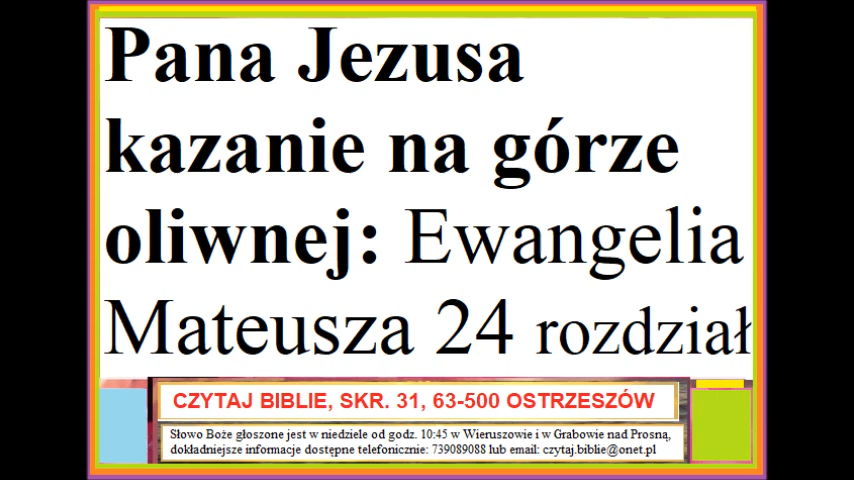 Pana Jezusa
kazanie na górze
oliwnej: Ewangelia
Mateusza 24 rozdział
CZYTAJ BIBLIE, SKR. 31, 63-500 OSTRZESZÓW
Słowo Boże głoszone jest w niedziele od godz. 10:45 w Wieruszowie i w Grabowie nad Prosną,
dokładniejsze informacje dostępne telefonicznie: 739089088 lub email: czytaj.biblie@onet.pl